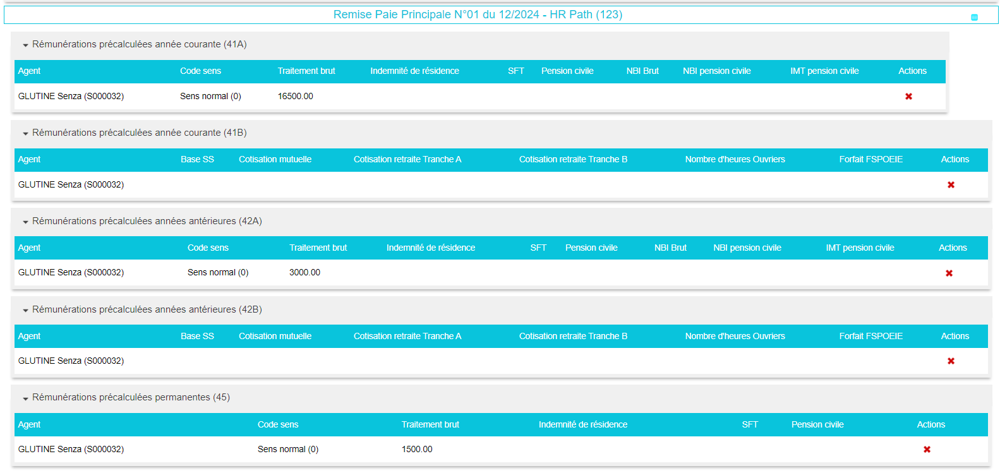 Remise Paie Principale N°01 du 12/2024 - HR Path (123)
Rémunérations précalculées année courante (41A)
Agent Code sens Traitement brut Indemnité de résidence SFT Pension civile NBI Brut NBI pension civile IMT pension civile Actions
GLUTINE Senza (S000032) Sens normal (0) 16500.00
Rémunérations précalculées année courante (41B)
Agent Base SS Cotisation mutuelle Cotisation retraite Tranche A Cotisation retraite Tranche B Nombre d'heures Ouvriers Forfait FSPOEIE Actions
GLUTINE Senza (S000032)
Rémunérations précalculées années antérieures (42A)
Agent Code sens Traitement brut Indemnité de résidence SFT Pension civile NBI Brut NBI pension civile IMT pension civile Actions
GLUTINE Senza (S000032) Sens normal (0) 3000.00
Rémunérations précalculées années antérieures (42B)
Agent Base SS Cotisation mutuelle Cotisation retraite Tranche A Cotisation retraite Tranche B Nombre d'heures Ouvriers Forfait FSPOEIE Actions
GLUTINE Senza (S000032)
Rémunérations précalculées permanentes (45)
Agent Code sens Traitement brut Indemnité de résidence SFT Pension civile Actions
GLUTINE Senza (S000032) Sens normal (0) 1500.00